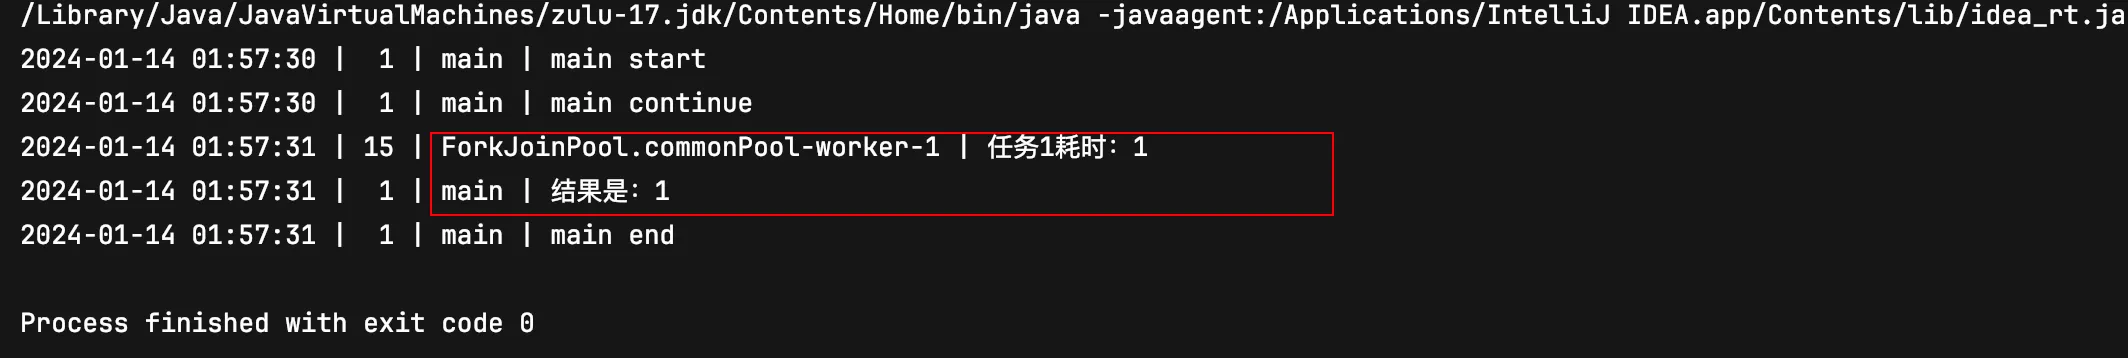 /Library/Java/JavaVirtualMachines/zulu-17.jdk/Contents/Home/bin/java -javaagent:/Applications/IntelliJ IDEA.app/Contents/lib/idea_rt.ja
2024-01-14 01:57:30 |  1 | main | main start
2024-01-14 01:57:30 |  1 | main | main continue
2024-01-14 01:57:31 | 15 | ForkJoinPool.commonPool-worker-1 | 任务1耗时：1
2024-01-14 01:57:31 |  1 | main | 结果是：1
2024-01-14 01:57:31 |  1 | main | main end
Process finished with exit code 0